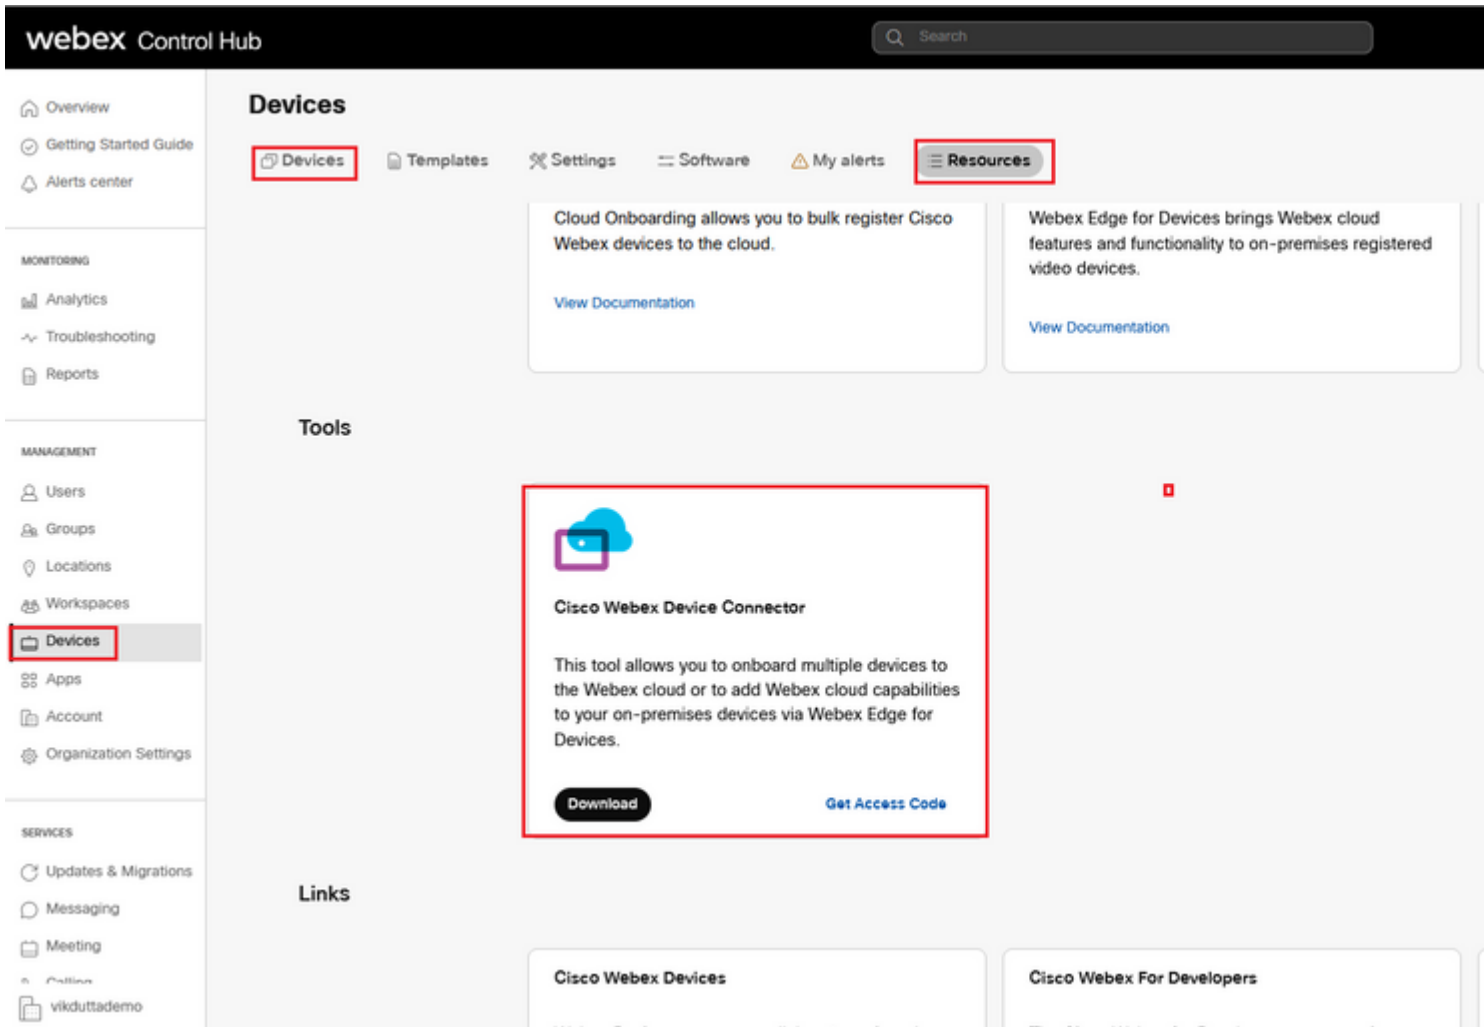 webex Control Hub
Search
Overview
Getting Started Guide
Alerts center
MONITORING
Analytics
Troubleshooting
Reports
MANAGEMENT
Users
Groups
Locations
Workspaces
Devices
Apps
Account
Organization Settings
SERVICES
Updates & Migrations
Messaging
Meeting
Calling
vikduttademo
Devices
Devices
Templates
Settings
Software
My alerts
Resources
Cloud Onboarding allows you to bulk register Cisco
Webex devices to the cloud.
View Documentation
Webex Edge for Devices brings Webex cloud
features and functionality to on-premises registered
video devices.
View Documentation
Tools
Cisco Webex Device Connector
This tool allows you to onboard multiple devices to
the Webex cloud or to add Webex cloud capabilities
to your on-premises devices via Webex Edge for
Devices.
Download
Get Access Code
Links
Cisco Webex Devices
Cisco Webex For Developers